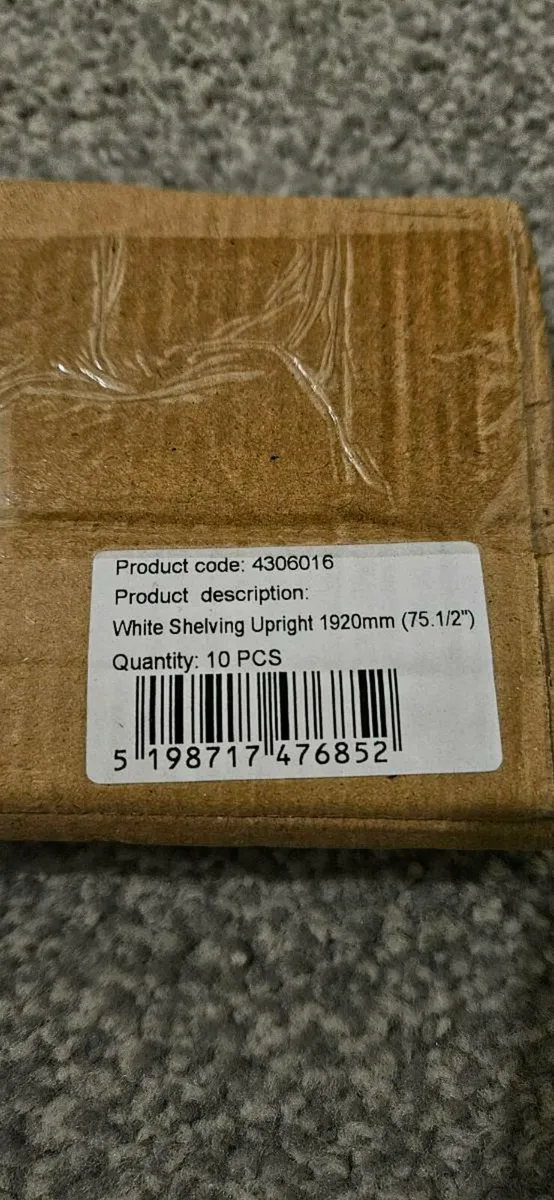 Product code: 4306016
Product description:
White Shelving Upright 1920mm (75.1/2")
Quantity: 10 PCS
5 198717 476852